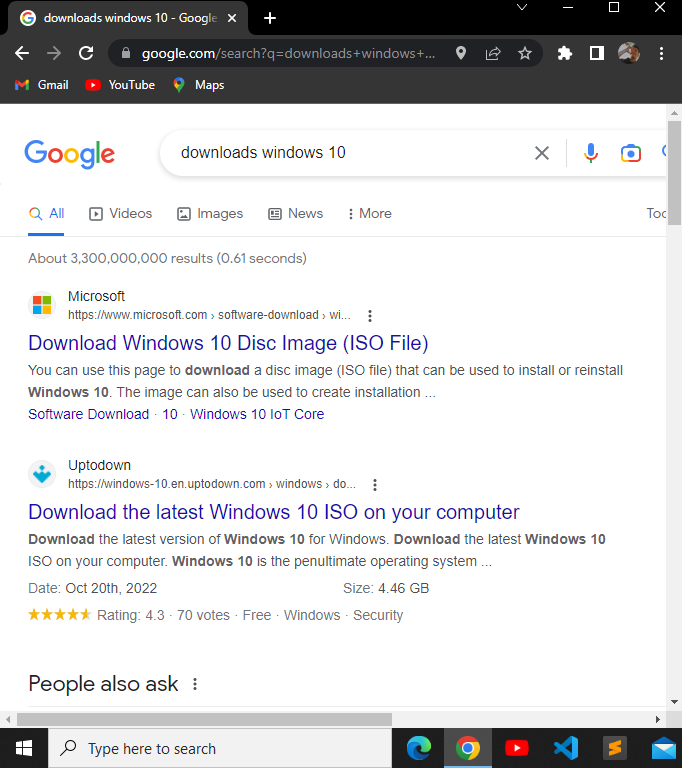 downloads windows 10 - Google
google.com/search?q=downloads+windows+...
Gmail
YouTube
Maps
Google
downloads windows 10
All
Videos
Images
News
More
About 3,300,000,000 results (0.61 seconds)
Microsoft
https://www.microsoft.com › software-download › wi...
Download Windows 10 Disc Image (ISO File)
You can use this page to download a disc image (ISO file) that can be used to install or reinstall
Windows 10. The image can also be used to create installation ...
Software Download · 10 · Windows 10 IoT Core
Uptodown
https://windows-10.en.uptodown.com › windows › do...
Download the latest Windows 10 ISO on your computer
Download the latest version of Windows 10 for Windows. Download the latest Windows 10
ISO on your computer. Windows 10 is the penultimate operating system ...
Date: Oct 20th, 2022 Size: 4.46 GB
Rating: 4.3 · 70 votes · Free · Windows · Security
People also ask
Type here to search